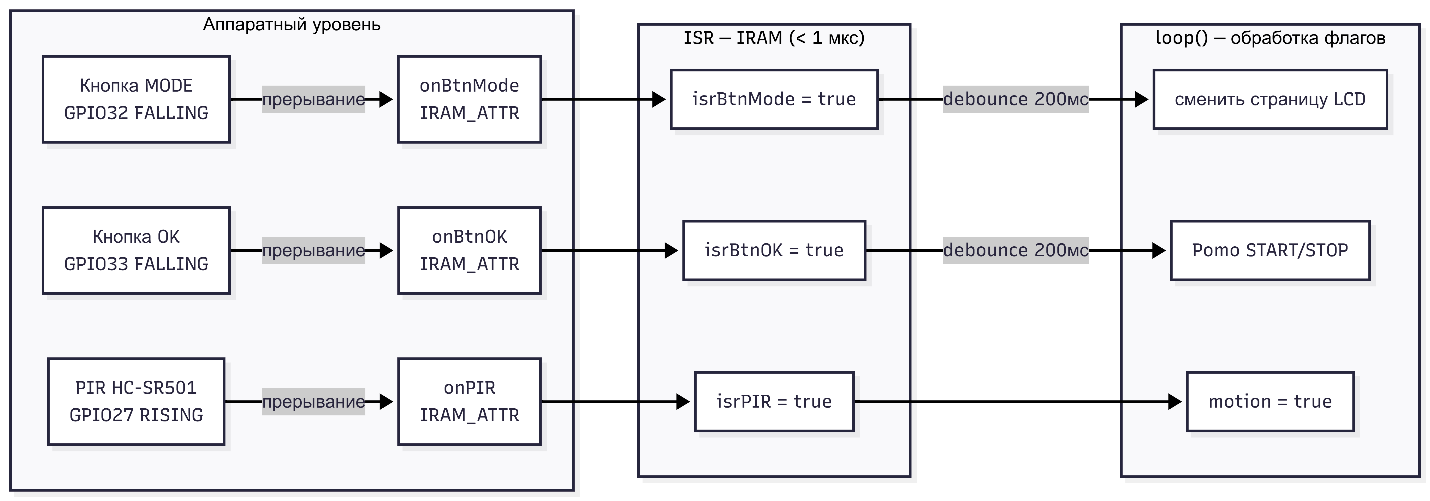 Аппаратный уровень
Кнопка MODE
GPIO32 FALLING
прерывание
onBtnMode
IRAM_ATTR
Кнопка OK
GPIO33 FALLING
прерывание
onBtnOK
IRAM_ATTR
PIR HC-SR501
GPIO27 RISING
прерывание
onPIR
IRAM_ATTR
ISR – IRAM (< 1 мкс)
isrBtnMode = true
isrBtnOK = true
isrPIR = true
debounce 200мс
debounce 200мс
loop() – обработка флагов
сменить страницу LCD
Pomo START/STOP
motion = true